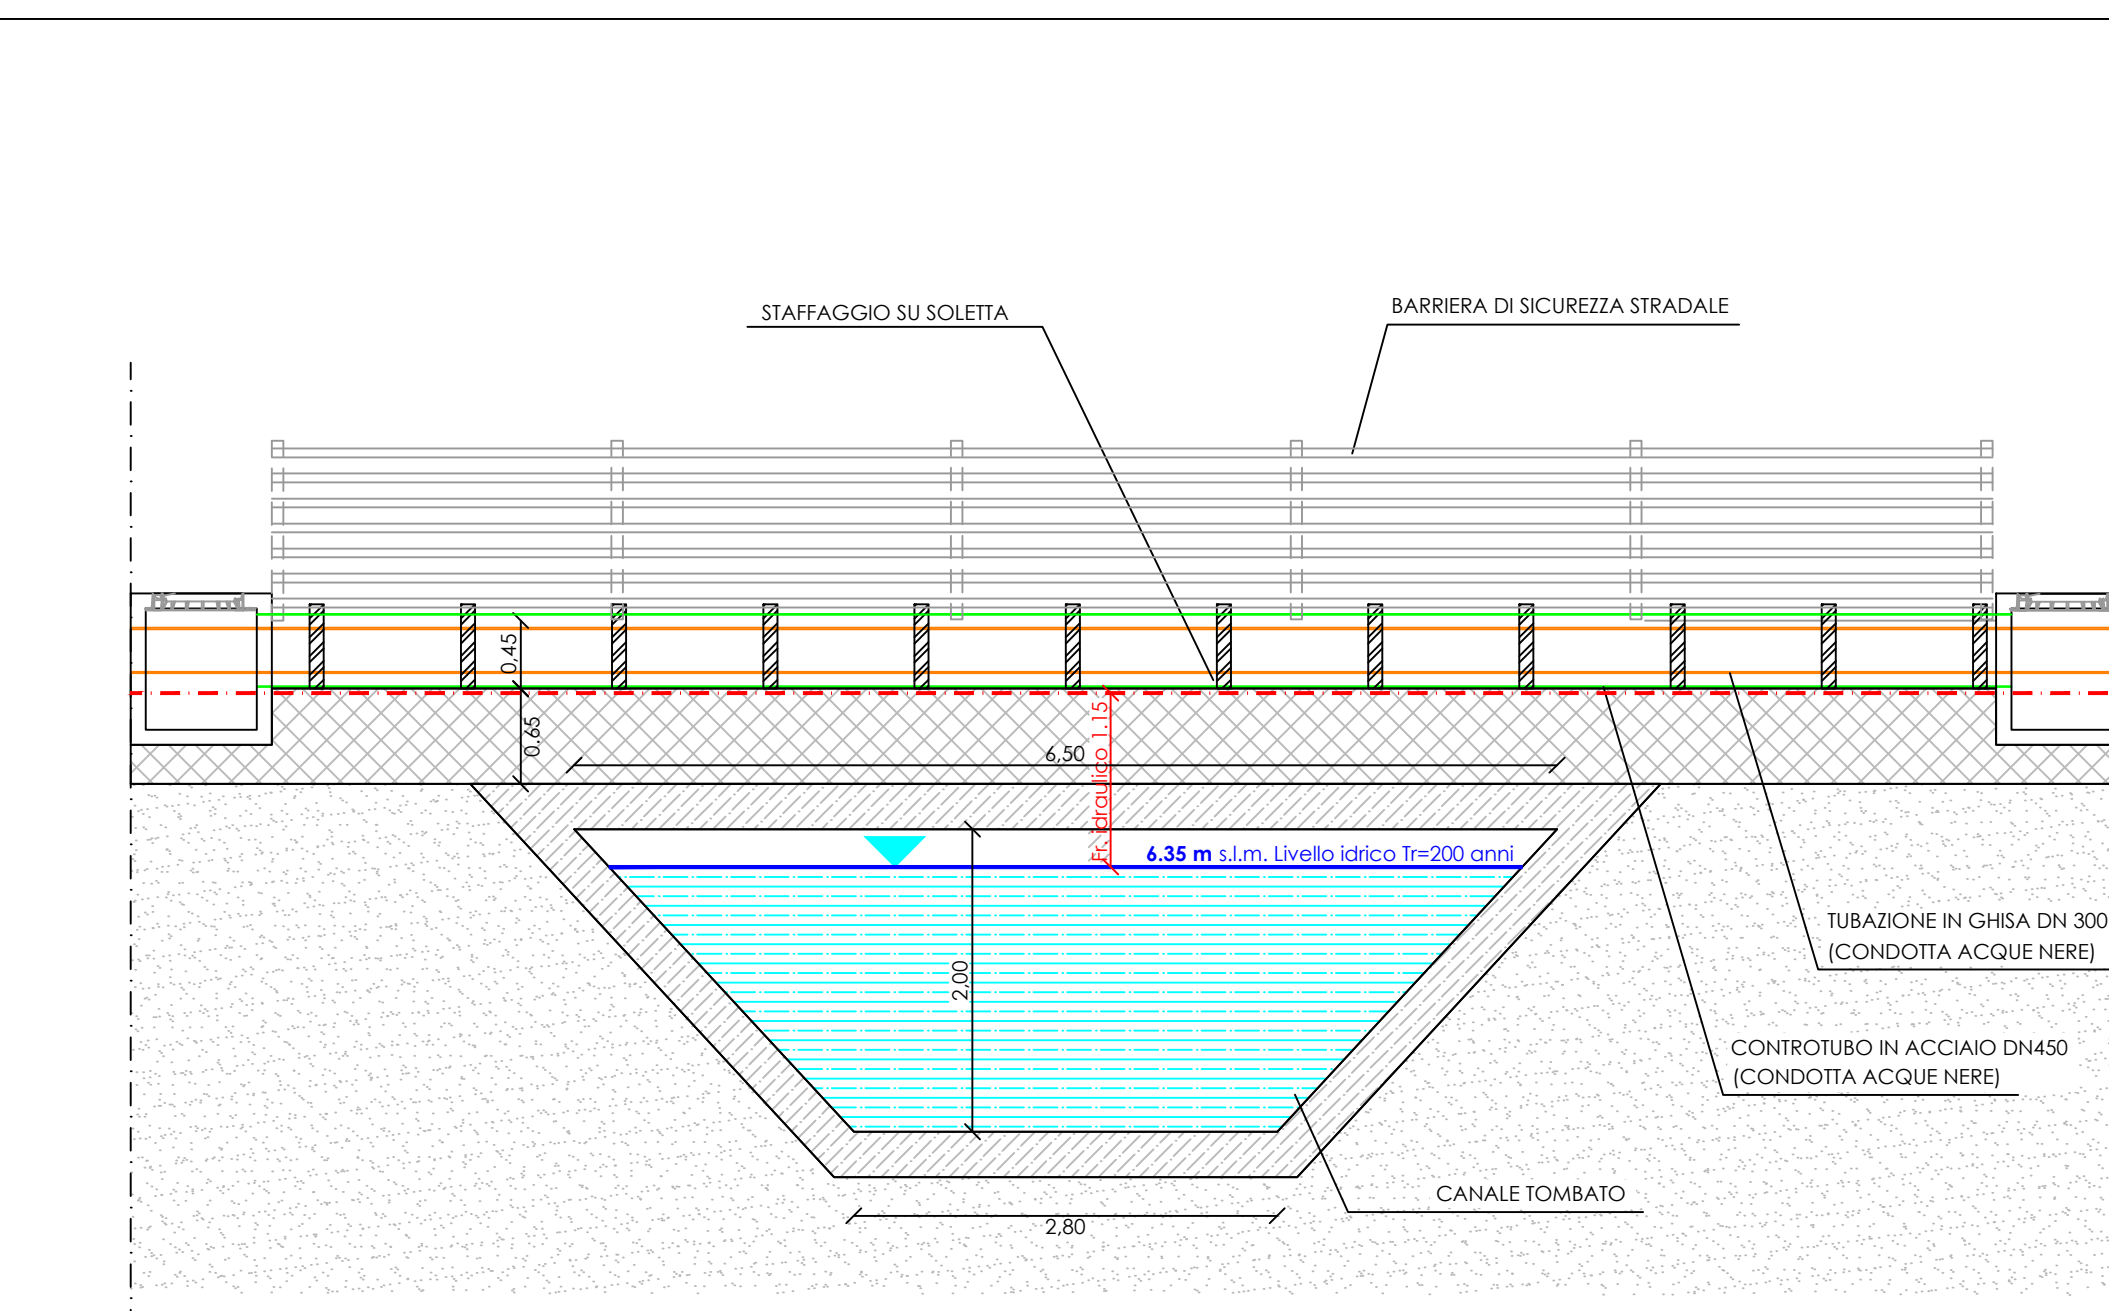 BARRIERA DI SICUREZZA STRADALE
STAFFAGGIO SU SOLETTA
0,45
0.65
Fr. idraulico 1.15
6,50
6.35 m s.l.m. Livello idrico Tr=200 anni
2,00
TUBAZIONE IN GHISA DN 300
(CONDOTTA ACQUE NERE)
CONTROTUBO IN ACCIAIO DN450
(CONDOTTA ACQUE NERE)
CANALE TOMBATO
2,80